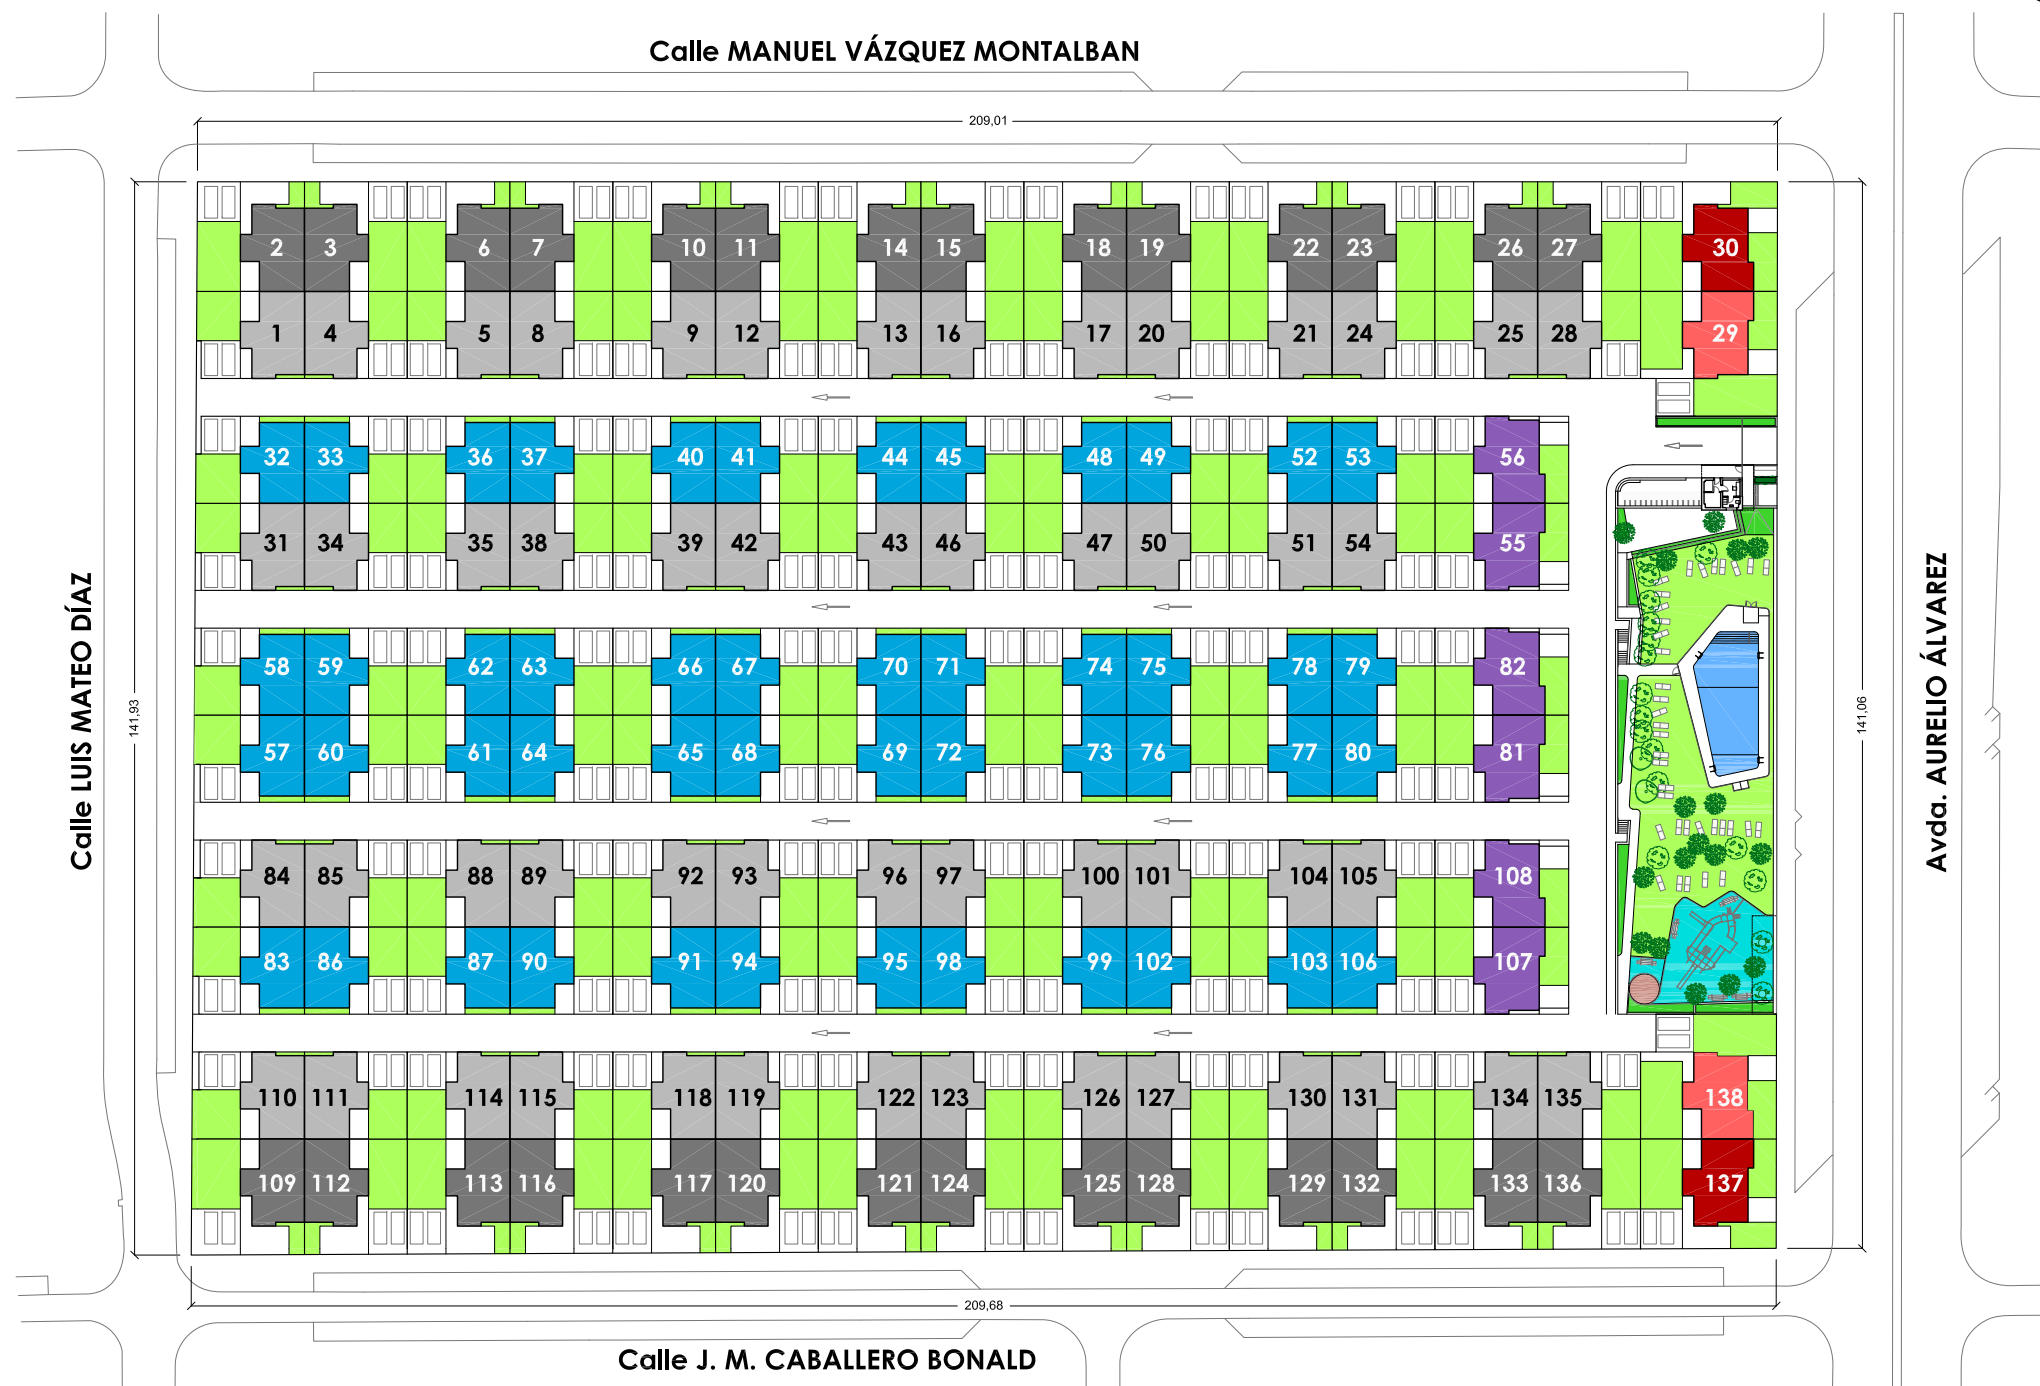 Calle MANUEL VÁZQUEZ MONTALBAN
209,01
2 3 6 7 10 11 14 15 18 19 22 23 26 27 30
1 4 5 8 9 12 13 16 17 20 21 24 25 28 29
32 33 36 37 40 41 44 45 48 49 52 53 56
31 34 35 38 39 42 43 46 47 50 51 54 55
Calle LUIS MATEO DÍAZ
141,93
58 59 62 63 66 67 70 71 74 75 78 79 82
57 60 61 64 65 68 69 72 73 76 77 80 81
141,06
Avda. AURELIO ÁLVAREZ
84 85 88 89 92 93 96 97 100 101 104 105 108
83 86 87 90 91 94 95 98 99 102 103 106 107
110 111 114 115 118 119 122 123 126 127 130 131 134 135 138
109 112 113 116 117 120 121 124 125 128 129 132 133 136 137
209,68
Calle J. M. CABALLERO BONALD